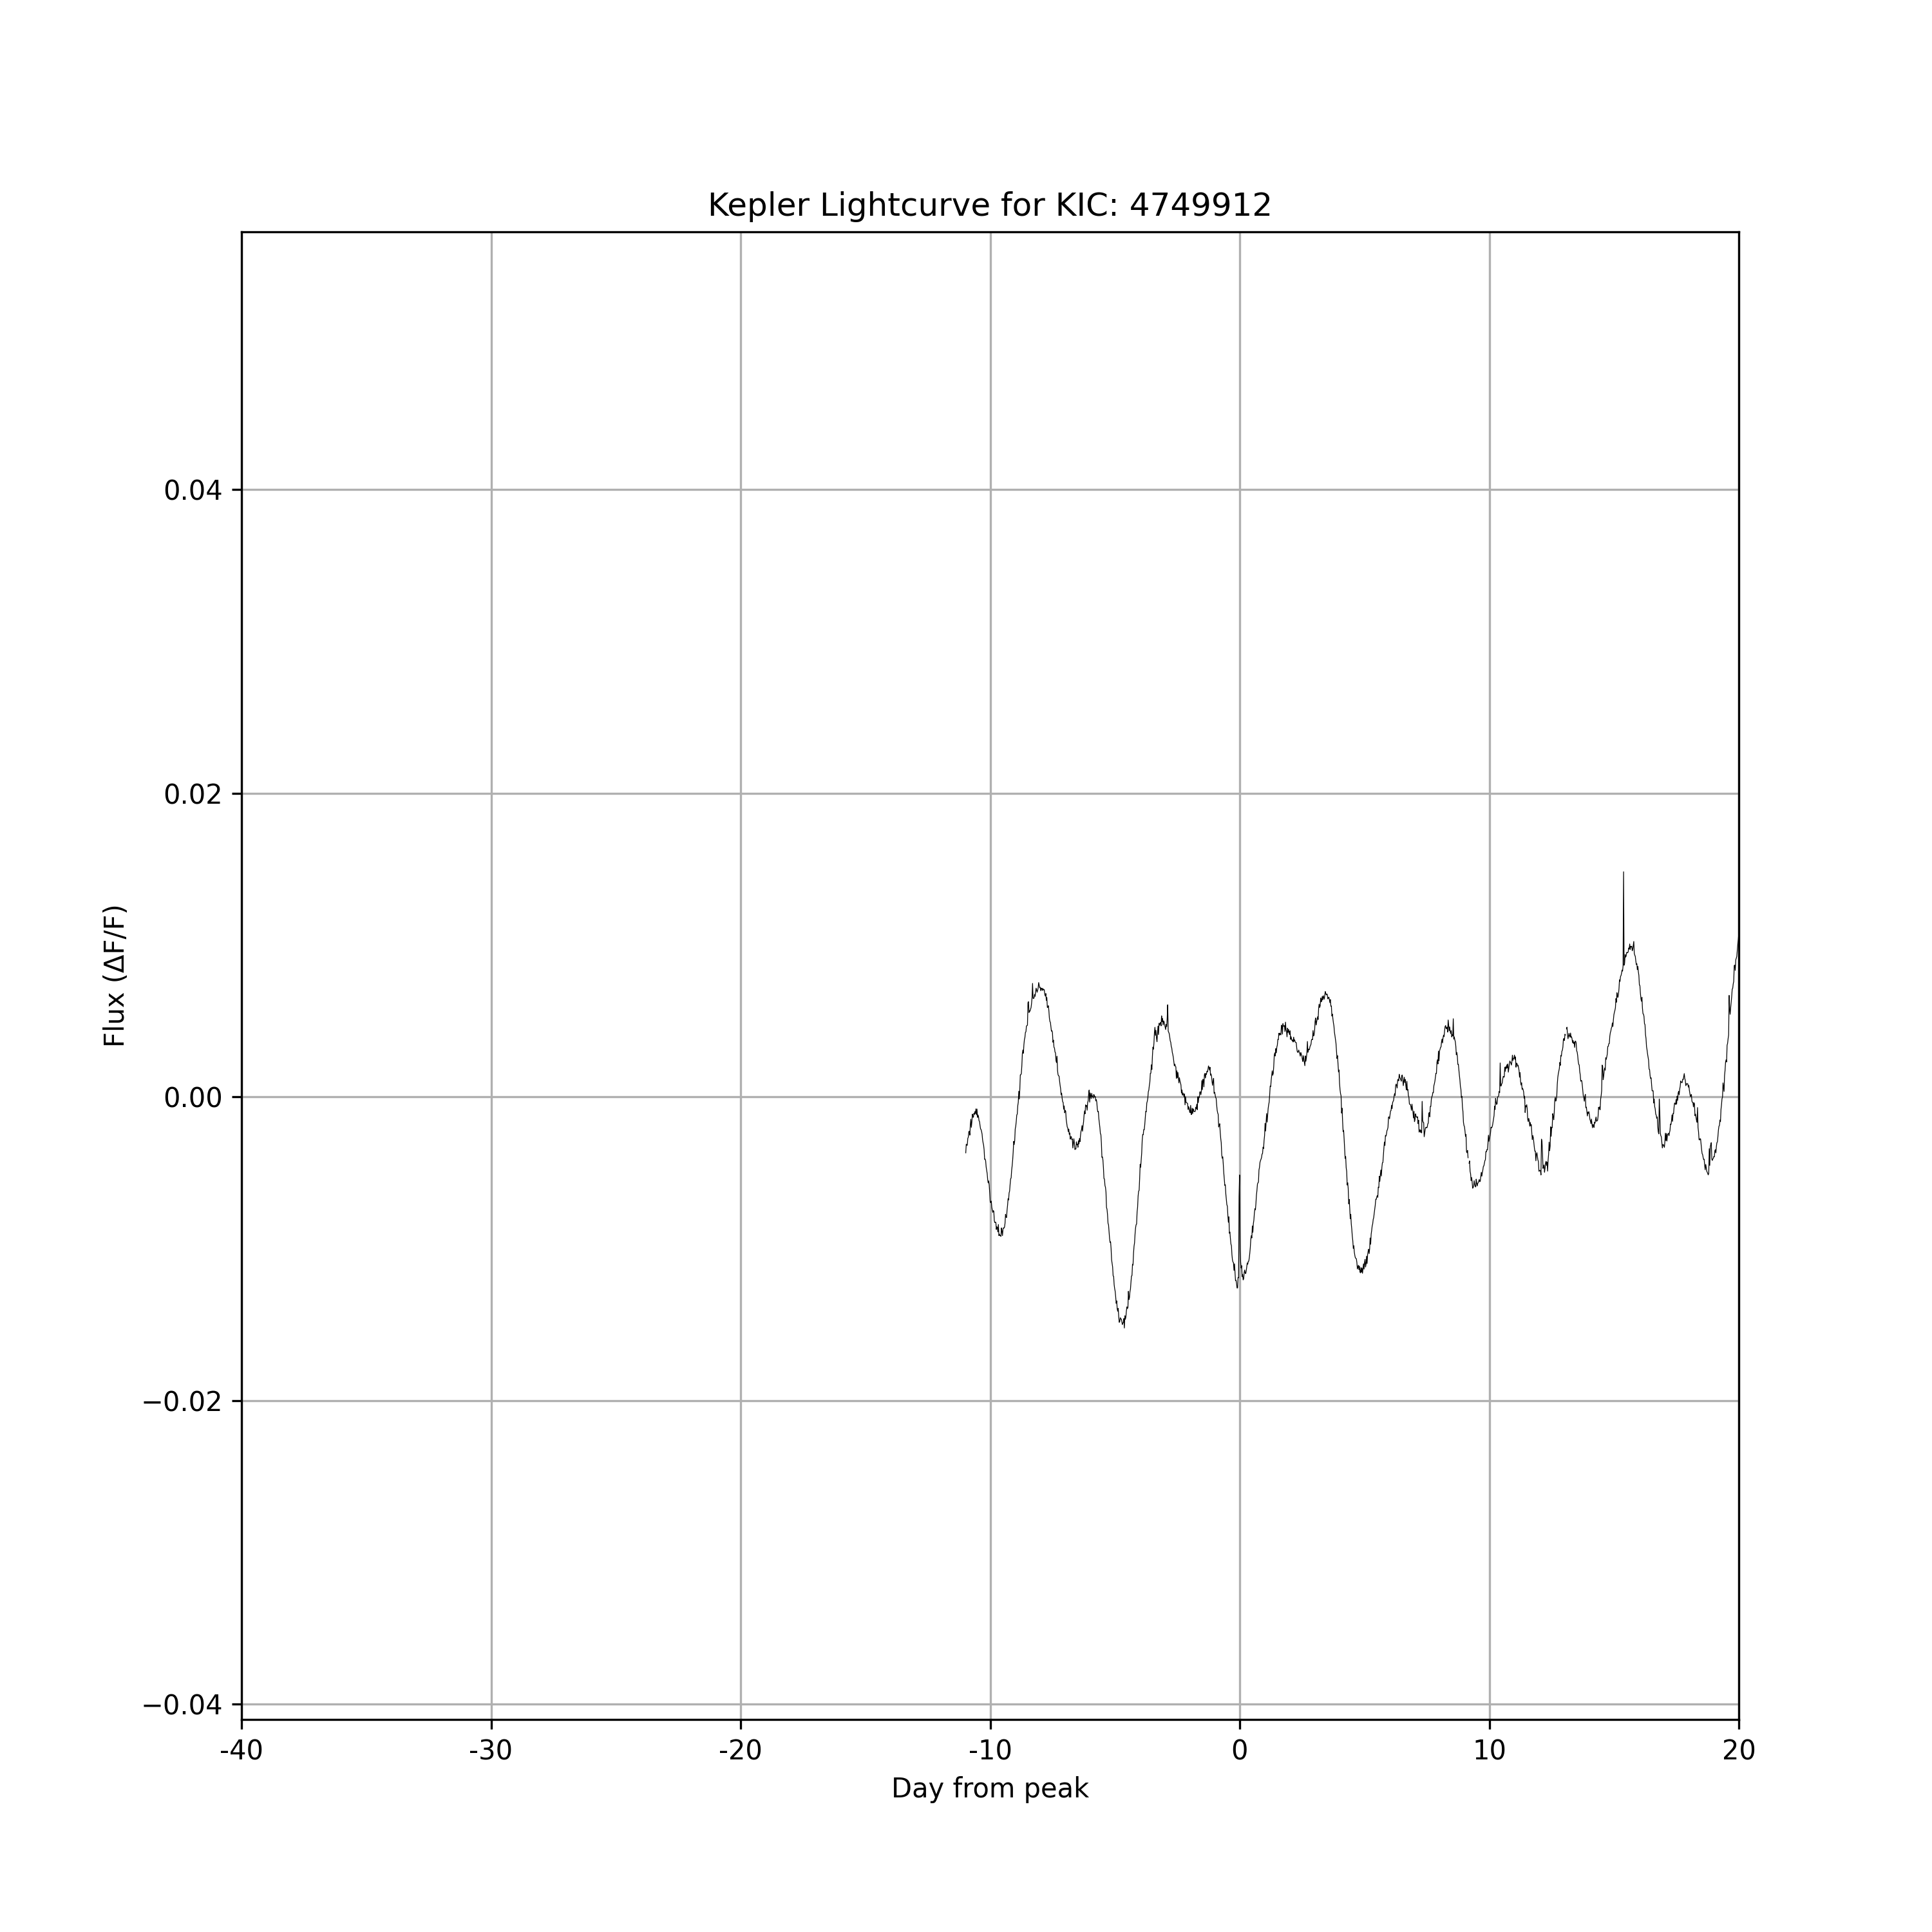 Kepler Lightcurve for KIC: 4749912
Flux (ΔF/F)
0.04
0.02
0.00
−0.02
−0.04
-40 -30 -20 -10 0 10 20
Day from peak